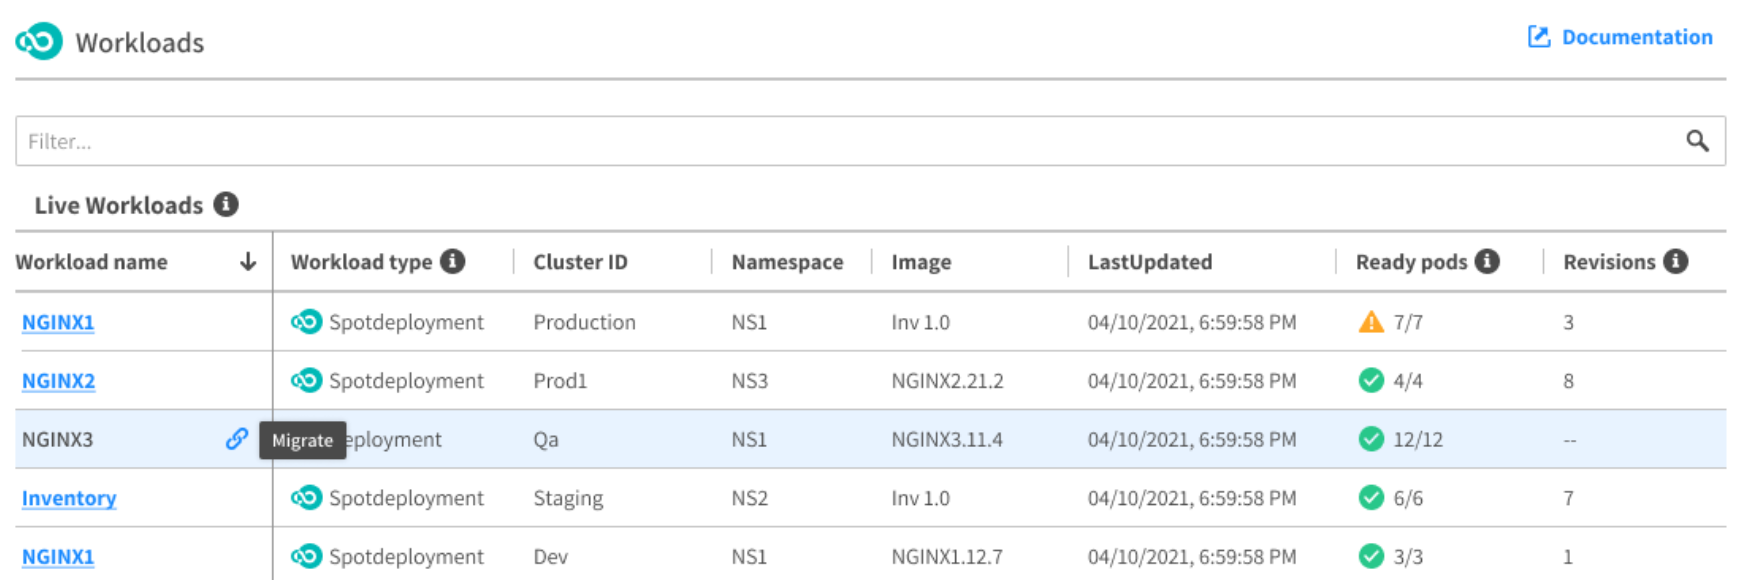 Workloads Documentation
Filter...
Live Workloads
Workload name Workload type Cluster ID Namespace Image LastUpdated Ready pods Revisions
NGINX1 Spotdeployment Production NS1 Inv 1.0 04/10/2021, 6:59:58 PM 7/7 3
NGINX2 Spotdeployment Prod1 NS3 NGINX2.21.2 04/10/2021, 6:59:58 PM 4/4 8
NGINX3 Migrate eployment Qa NS1 NGINX3.11.4 04/10/2021, 6:59:58 PM 12/12 --
Inventory Spotdeployment Staging NS2 Inv 1.0 04/10/2021, 6:59:58 PM 6/6 7
NGINX1 Spotdeployment Dev NS1 NGINX1.12.7 04/10/2021, 6:59:58 PM 3/3 1